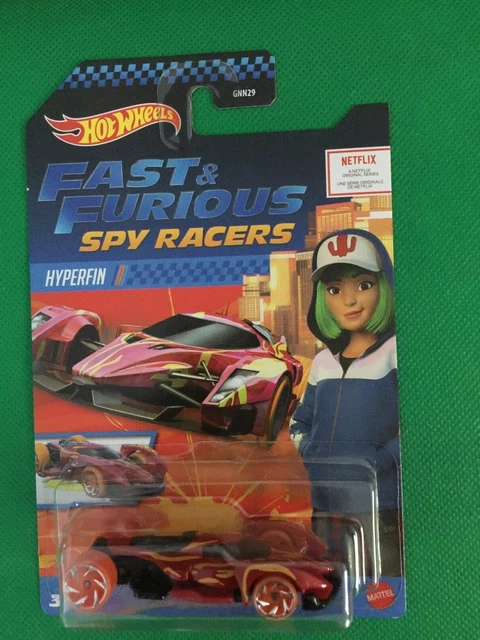 GNN29
HOT WHEELS
NETFLIX
A NETFLIX
ORIGINAL SERIES
UNE SÉRIE ORIGINALE
DE NETFLIX
FAST &
FURIOUS
SPY RACERS
HYPERFIN
MATTEL